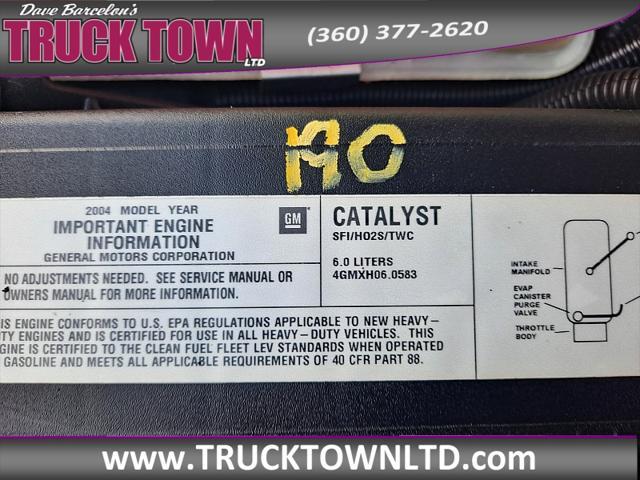 Dave Barcelon's
TRUCK TOWN
LTD
(360) 377-2620
190
2004 MODEL YEAR
IMPORTANT ENGINE
INFORMATION
GENERAL MOTORS CORPORATION
GM
CATALYST
SFI/HO2S/TWC
6.0 LITERS
4GMXH06.0583
NO ADJUSTMENTS NEEDED. SEE SERVICE MANUAL OR
OWNERS MANUAL FOR MORE INFORMATION.
IS ENGINE CONFORMS TO U.S. EPA REGULATIONS APPLICABLE TO NEW HEAVY-
UTY ENGINES AND IS CERTIFIED FOR USE IN ALL HEAVY-DUTY VEHICLES. THIS
GINE IS CERTIFIED TO THE CLEAN FUEL FLEET LEV STANDARDS WHEN OPERATED
GASOLINE AND MEETS ALL APPLICABLE REQUIREMENTS OF 40 CFR PART 88.
INTAKE
MANIFOLD
EVAP
CANISTER
PURGE
VALVE
THROTTLE
BODY
www.TRUCKTOWNLTD.com